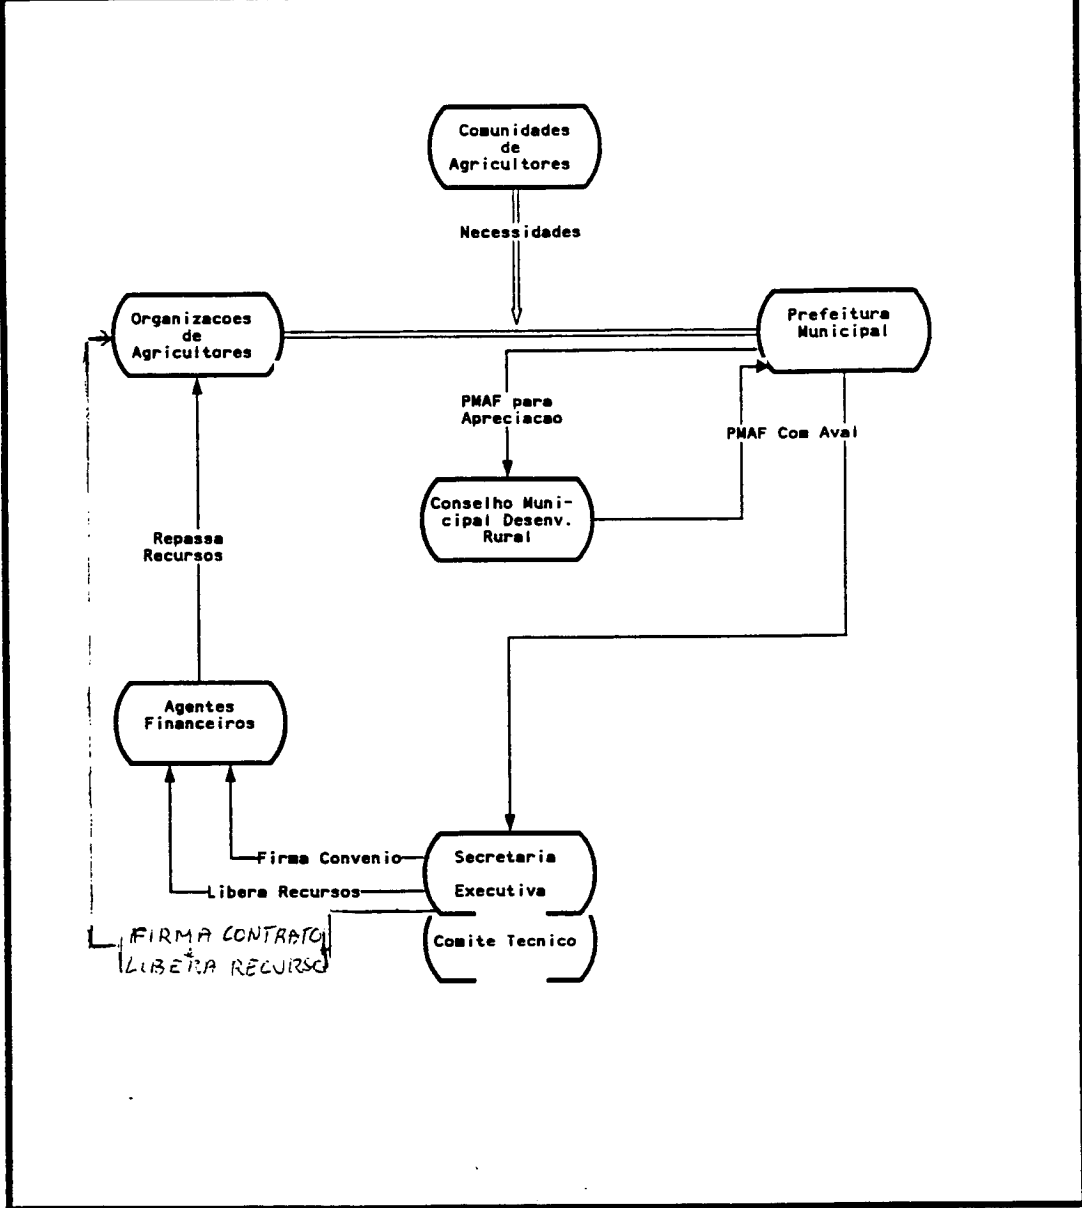 Comunidades
de
Agricultores
Necessidades
Organizacoes
de
Agricultores
Prefeitura
Municipal
PMAF para
Apreciacao
PMAF Com Aval
Conselho Muni-
cipal Desenv.
Rural
Repassa
Recursos
Agentes
Financeiros
Firma Convenio
Secretaria
Libera Recursos
Executiva
FIRMA CONTRATO
+
LIBERA RECURSO
Comite Tecnico